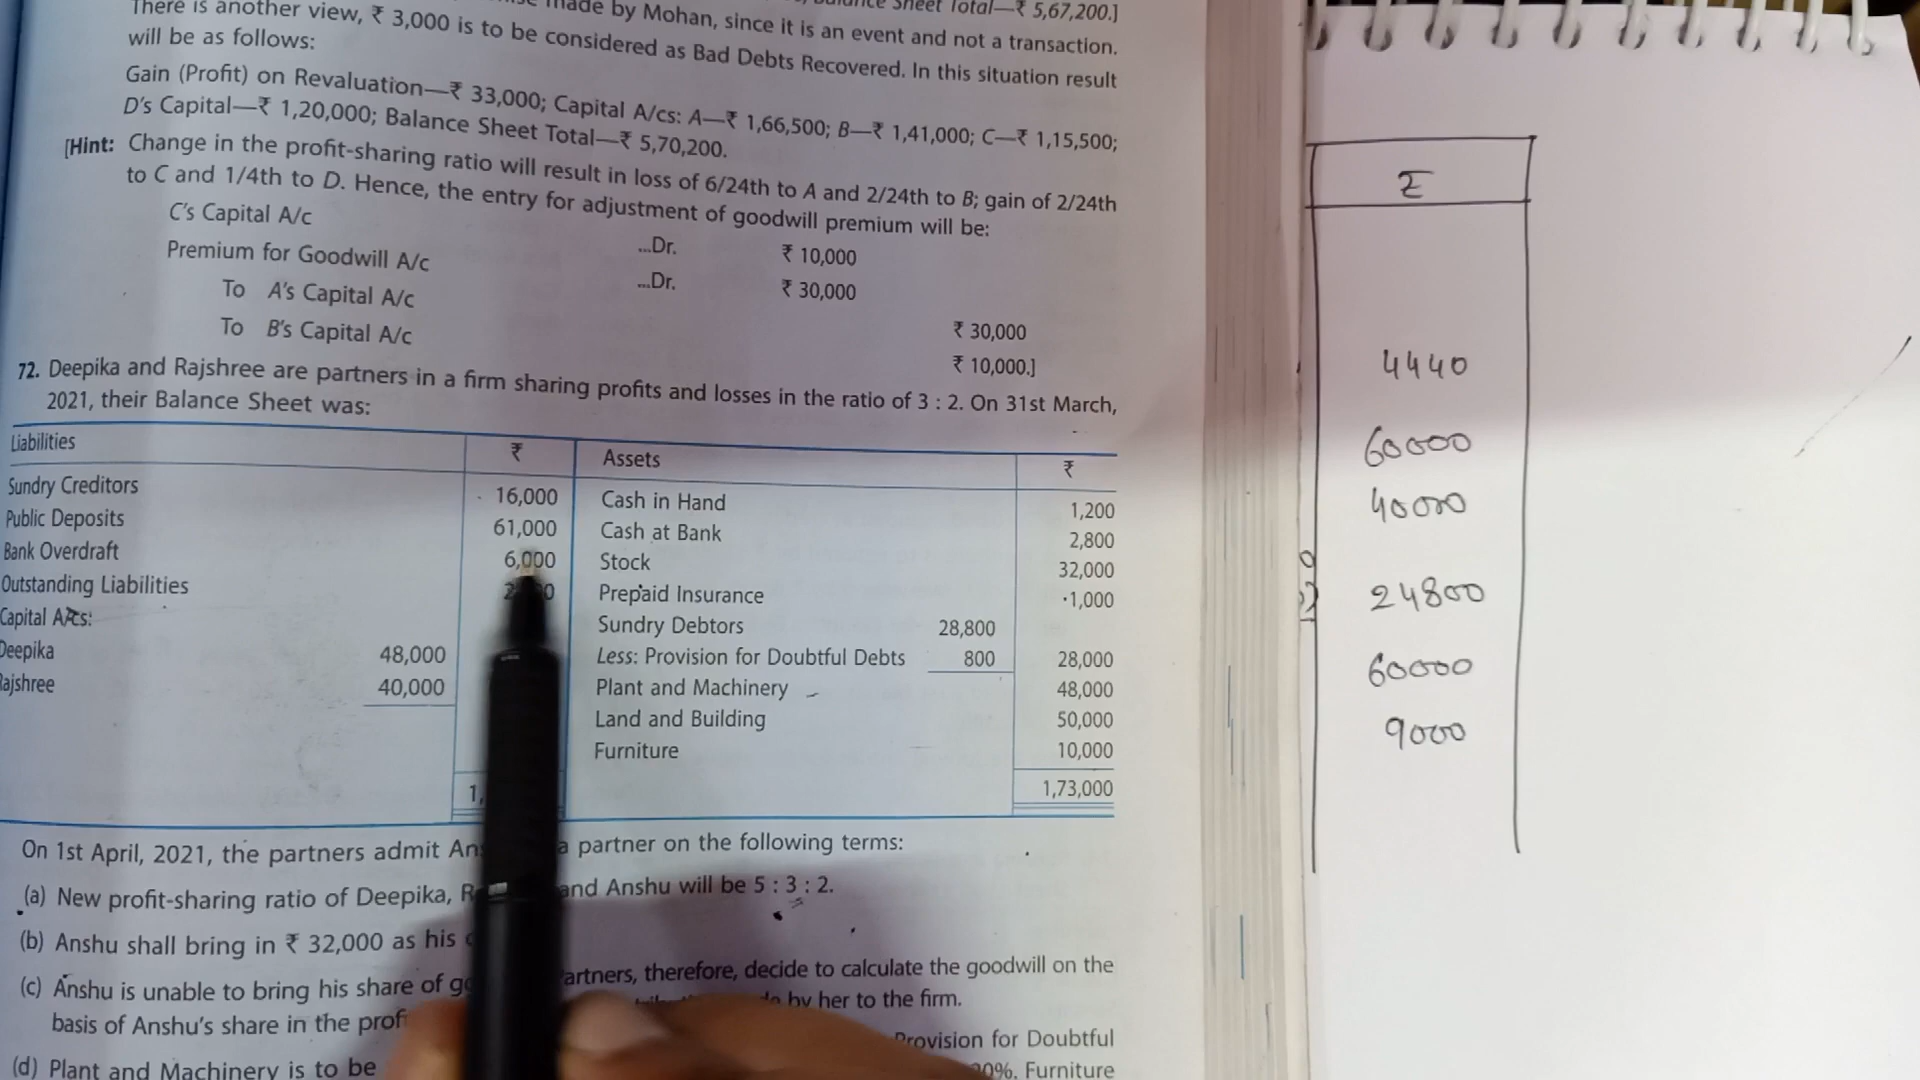 Sheet Total—₹ 5,67,200.]
made by Mohan, since it is an event and not a transaction.
There is another view, ₹ 3,000 is to be considered as Bad Debts Recovered. In this situation result
will be as follows:
Gain (Profit) on Revaluation—₹ 33,000; Capital A/cs: A—₹ 1,66,500; B—₹ 1,41,000; C—₹ 1,15,500;
D's Capital—₹ 1,20,000; Balance Sheet Total—₹ 5,70,200.
[Hint: Change in the profit-sharing ratio will result in loss of 6/24th to A and 2/24th to B; gain of 2/24th
to C and 1/4th to D. Hence, the entry for adjustment of goodwill premium will be:
C's Capital A/c ...Dr. ₹ 10,000
Premium for Goodwill A/c ...Dr. ₹ 30,000
To A's Capital A/c ₹ 30,000
To B's Capital A/c ₹ 10,000.]
72. Deepika and Rajshree are partners in a firm sharing profits and losses in the ratio of 3 : 2. On 31st March,
2021, their Balance Sheet was:
Liabilities ₹ Assets ₹
Sundry Creditors 16,000 Cash in Hand 1,200
Public Deposits 61,000 Cash at Bank 2,800
Bank Overdraft 6,000 Stock 32,000
Outstanding Liabilities Prepaid Insurance 1,000
Capital A/cs: Sundry Debtors 28,800
Deepika 48,000 Less: Provision for Doubtful Debts 800 28,000
Rajshree 40,000 Plant and Machinery 48,000
Land and Building 50,000
Furniture 10,000
1,73,000
On 1st April, 2021, the partners admit a partner on the following terms:
(a) New profit-sharing ratio of Deepika, and Anshu will be 5 : 3 : 2.
(b) Anshu shall bring in ₹ 32,000 as his
(c) Anshu is unable to bring his share of partners, therefore, decide to calculate the goodwill on the
basis of Anshu's share in the by her to the firm.
(d) Plant and Machinery is to be Provision for Doubtful
Furniture
4440
60000
40000
24800
60000
9000